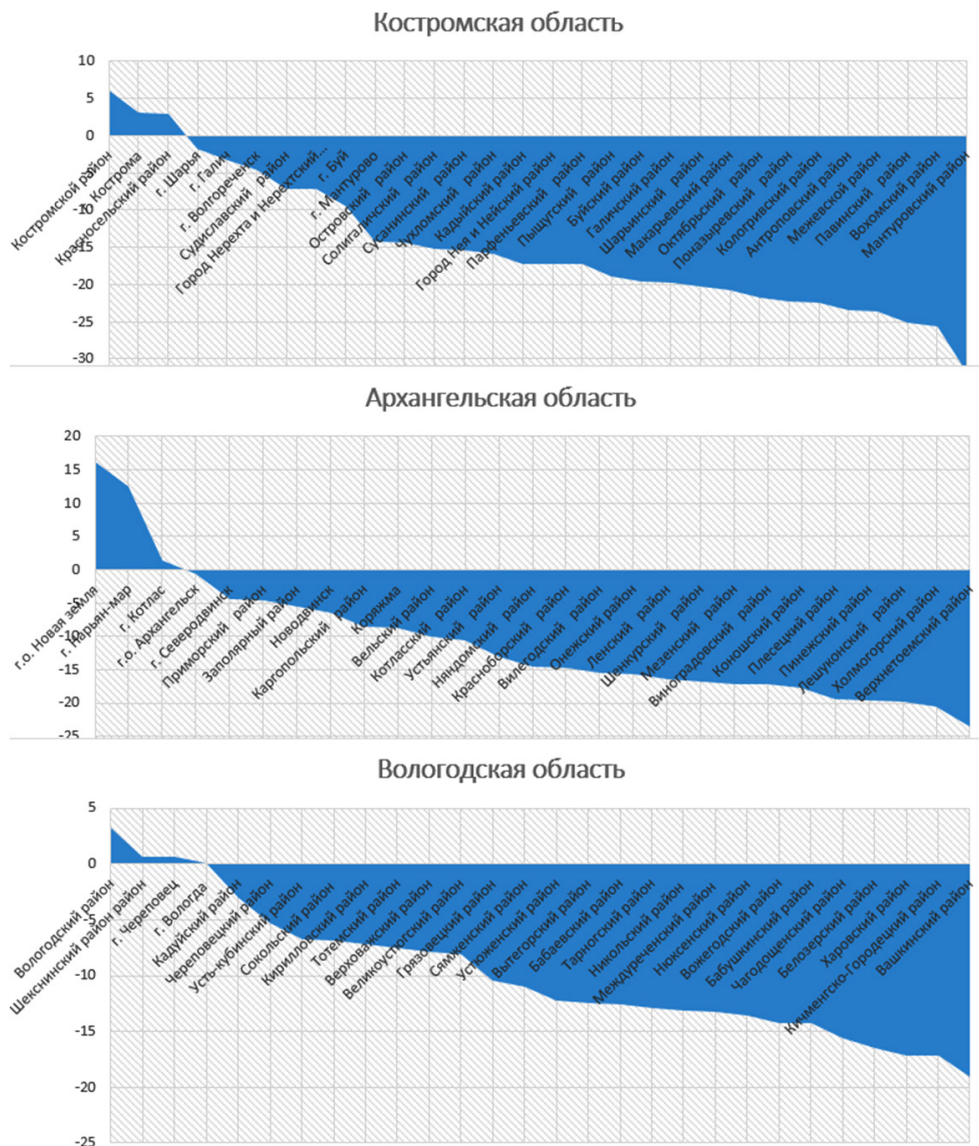 Костромская область
10
5
0
-5
-10
-15
-20
-25
-30
Костромской район
г. Кострома
Красносельский район
г. Шарья
г. Галич
г. Волгореченск
Судиславский район
Город Нерехта и Нерехтский...
г. Буй
г. Мантурово
Островский район
Солигаличский район
Сусанинский район
Чухломский район
Кадыйский район
Город Нея и Нейский район
Парфеньевский район
Пыщугский район
Буйский район
Галичский район
Шарьинский район
Макарьевский район
Октябрьский район
Поназыревский район
Кологривский район
Антроповский район
Межевской район
Павинский район
Вохомский район
Мантуровский район
Архангельская область
20
15
10
5
0
-5
-10
-15
-20
-25
г.о. Новая земля
г. Нарьян-мар
г. Котлас
г.о. Архангельск
г. Северодвинск
Приморский район
Заполярный район
Новодвинск
Каргопольский район
Коряжма
Вельский район
Котласский район
Устьянский район
Няндомский район
Красноборский район
Вилегодский район
Онежский район
Ленский район
Шенкурский район
Мезенский район
Виноградовский район
Коношский район
Плесецкий район
Пинежский район
Лешуконский район
Холмогорский район
Верхнетоемский район
Вологодская область
5
0
-5
-10
-15
-20
-25
Вологодский район
Шекснинский район район
г. Череповец
г. Вологда
Кадуйский район
Череповецкий район
Усть-кубинский район
Сокольский район
Кирилловский район
Тотемский район
Верховажский район
Великоустюгский район
Грязовецкий район
Сямженский район
Устюженский район
Вытегорский район
Бабаевский район
Тарногский район
Никольский район
Междуреченский район
Нюксенский район
Вожегодский район
Бабушкинский район
Чагодощенский район
Белозерский район
Харовский район
Кичменгско-Городецкий район
Вашкинский район